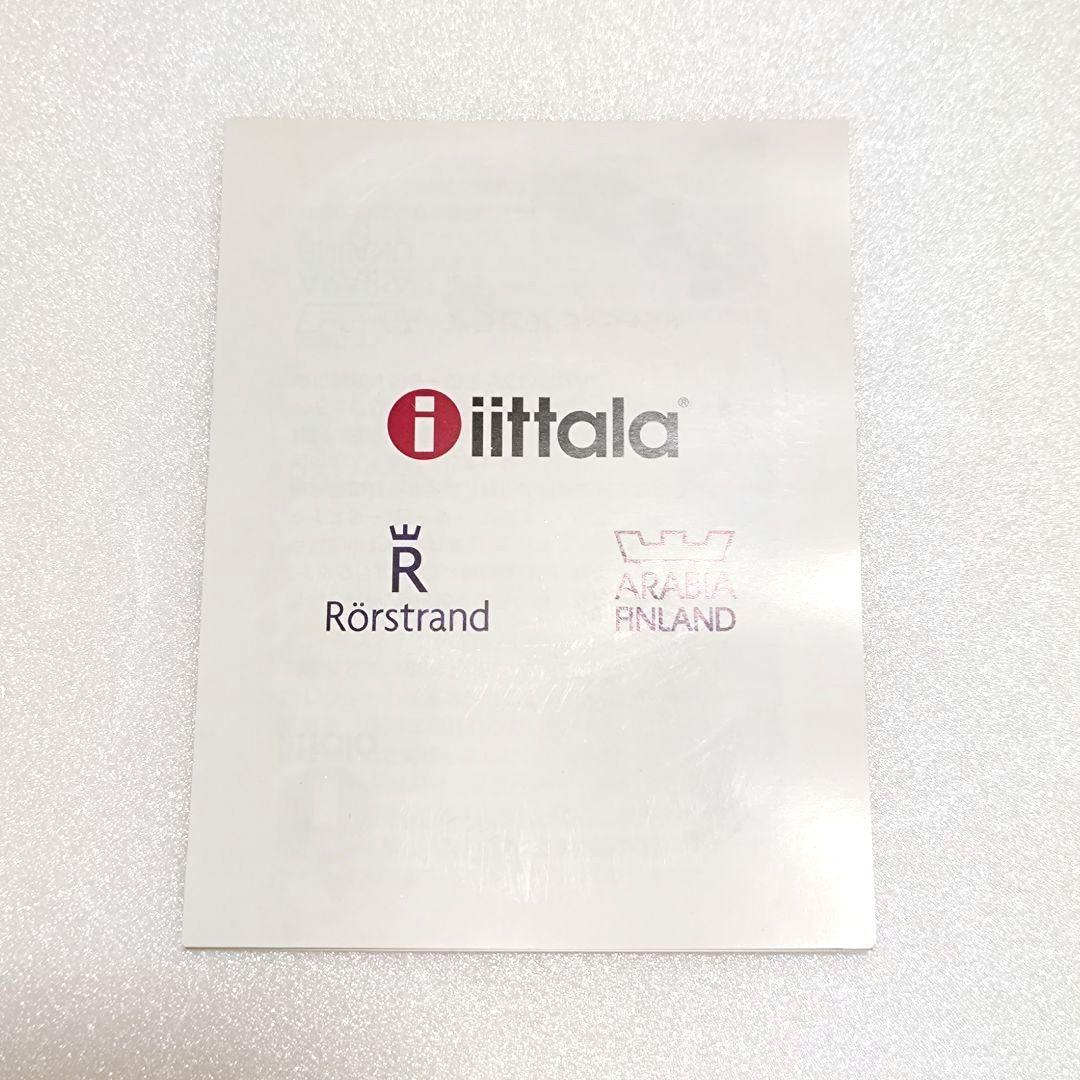 i iittala®
R
Rörstrand
ARABIA
FINLAND